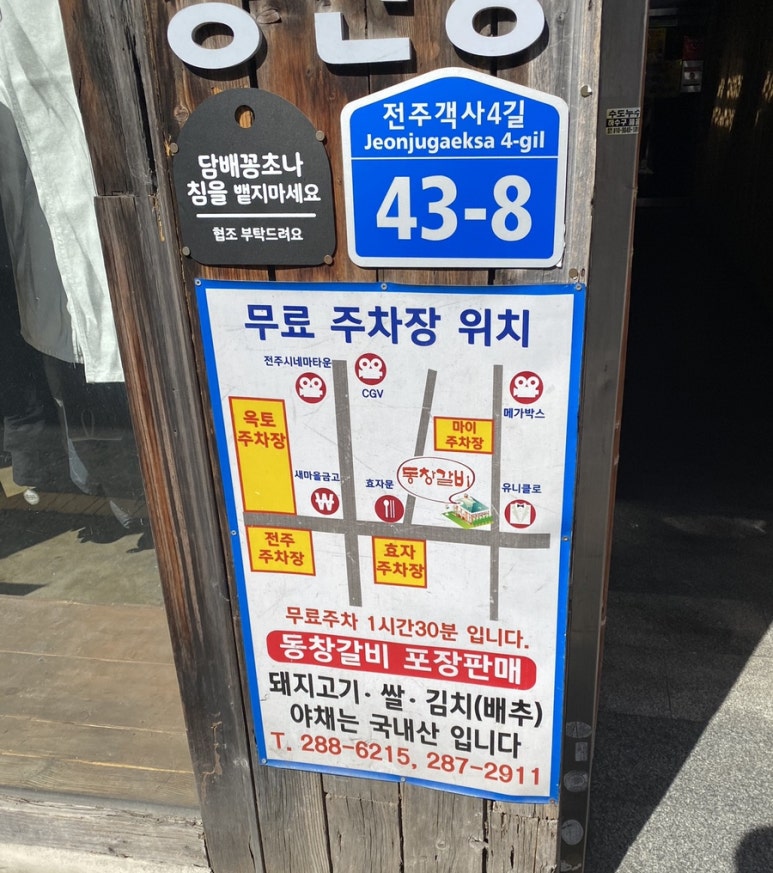 전주객사4길
Jeonjugaeksa 4-gil
43-8
담배꽁초나
침을 뱉지마세요
협조 부탁드려요
무료 주차장 위치
전주시네마타운
CGV
메가박스
옥토
주차장
마이
주차장
새마을금고
₩
효자문
동창갈비
유니클로
전주
주차장
효자
주차장
무료주차 1시간30분 입니다.
동창갈비 포장판매
돼지고기· 쌀· 김치(배추)
야채는 국내산 입니다
T. 288-6215, 287-2911
수도누수